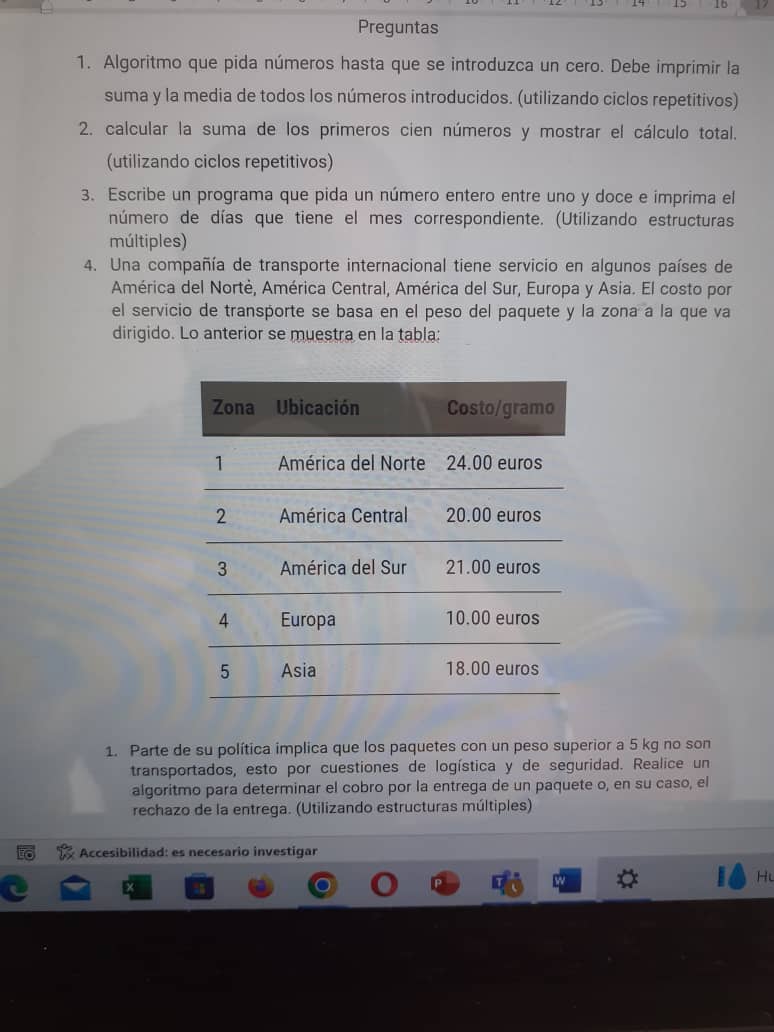 10 11 12 13 14 15 16 17
Preguntas
1. Algoritmo que pida números hasta que se introduzca un cero. Debe imprimir la
suma y la media de todos los números introducidos. (utilizando ciclos repetitivos)
2. calcular la suma de los primeros cien números y mostrar el cálculo total.
(utilizando ciclos repetitivos)
3. Escribe un programa que pida un número entero entre uno y doce e imprima el
número de días que tiene el mes correspondiente. (Utilizando estructuras
múltiples)
4. Una compañía de transporte internacional tiene servicio en algunos países de
América del Norte, América Central, América del Sur, Europa y Asia. El costo por
el servicio de transporte se basa en el peso del paquete y la zona a la que va
dirigido. Lo anterior se muestra en la tabla:
Zona Ubicación Costo/gramo
1 América del Norte 24.00 euros
2 América Central 20.00 euros
3 América del Sur 21.00 euros
4 Europa 10.00 euros
5 Asia 18.00 euros
1. Parte de su política implica que los paquetes con un peso superior a 5 kg no son
transportados, esto por cuestiones de logística y de seguridad. Realice un
algoritmo para determinar el cobro por la entrega de un paquete o, en su caso, el
rechazo de la entrega. (Utilizando estructuras múltiples)
Accesibilidad: es necesario investigar
X P T W Hu